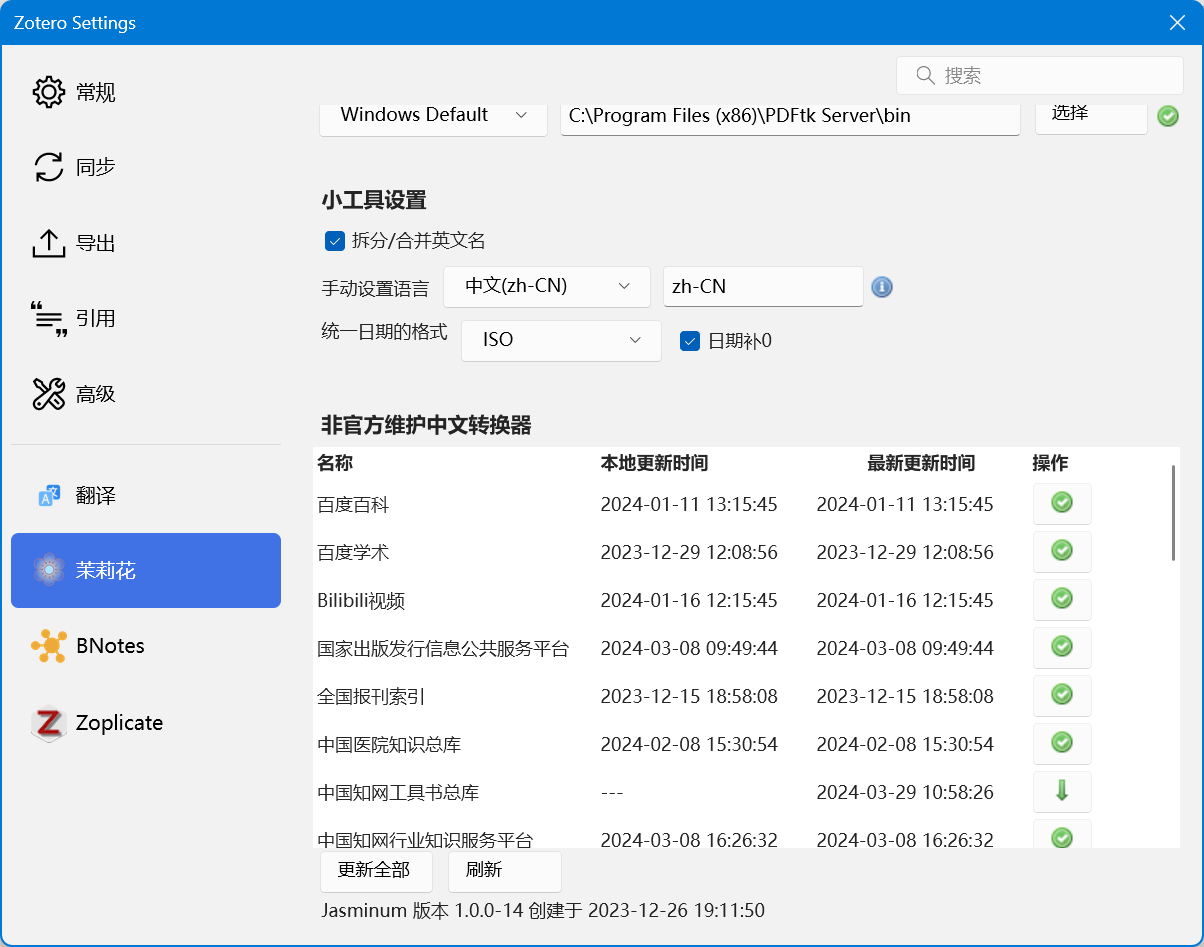 Zotero Settings
搜索
常规
同步
导出
引用
高级
翻译
茉莉花
BNotes
Zoplicate
Windows Default C:\Program Files (x86)\PDFtk Server\bin 选择
小工具设置
拆分/合并英文名
手动设置语言 中文(zh-CN) zh-CN
统一日期的格式 ISO 日期补0
非官方维护中文转换器
名称 本地更新时间 最新更新时间 操作
百度百科 2024-01-11 13:15:45 2024-01-11 13:15:45
百度学术 2023-12-29 12:08:56 2023-12-29 12:08:56
Bilibili视频 2024-01-16 12:15:45 2024-01-16 12:15:45
国家出版发行信息公共服务平台 2024-03-08 09:49:44 2024-03-08 09:49:44
全国报刊索引 2023-12-15 18:58:08 2023-12-15 18:58:08
中国医院知识总库 2024-02-08 15:30:54 2024-02-08 15:30:54
中国知网工具书总库 --- 2024-03-29 10:58:26
中国知网行业知识服务平台 2024-03-08 16:26:32 2024-03-08 16:26:32
更新全部 刷新
Jasminum 版本 1.0.0-14 创建于 2023-12-26 19:11:50